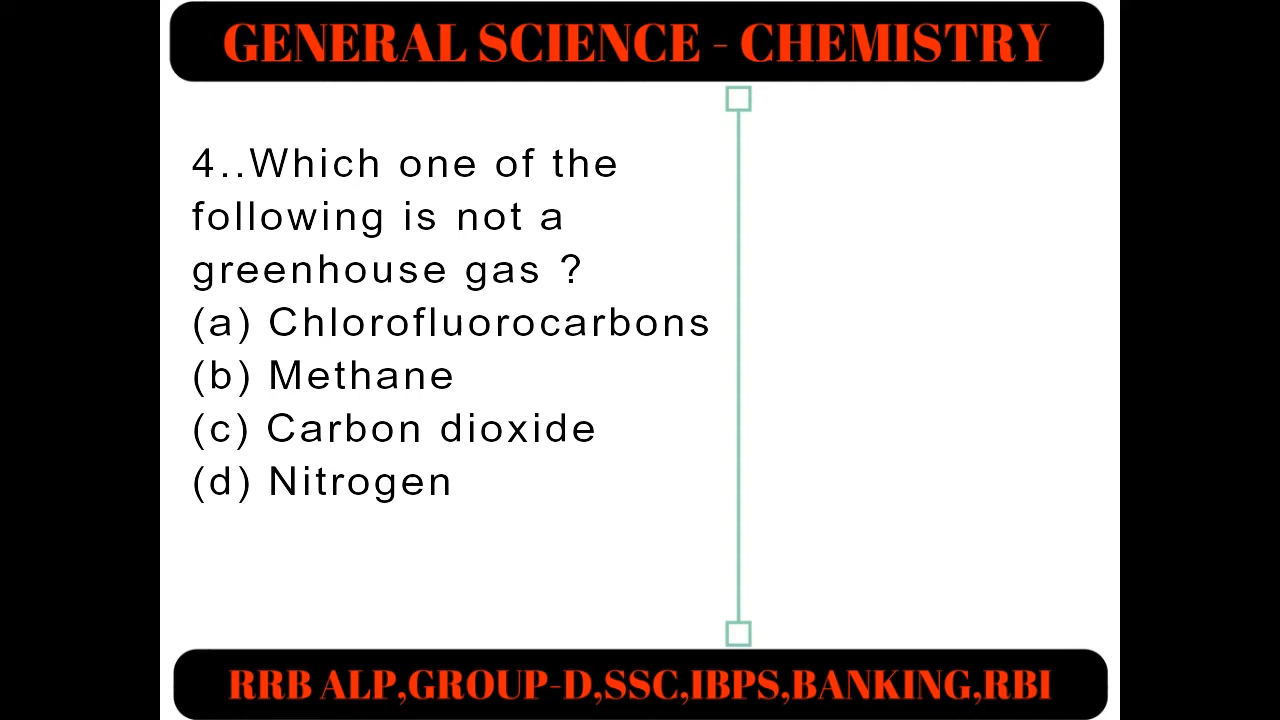 GENERAL SCIENCE - CHEMISTRY
4..Which one of the
following is not a
greenhouse gas ?
(a) Chlorofluorocarbons
(b) Methane
(c) Carbon dioxide
(d) Nitrogen
RRB ALP,GROUP-D,SSC,IBPS,BANKING,RBI